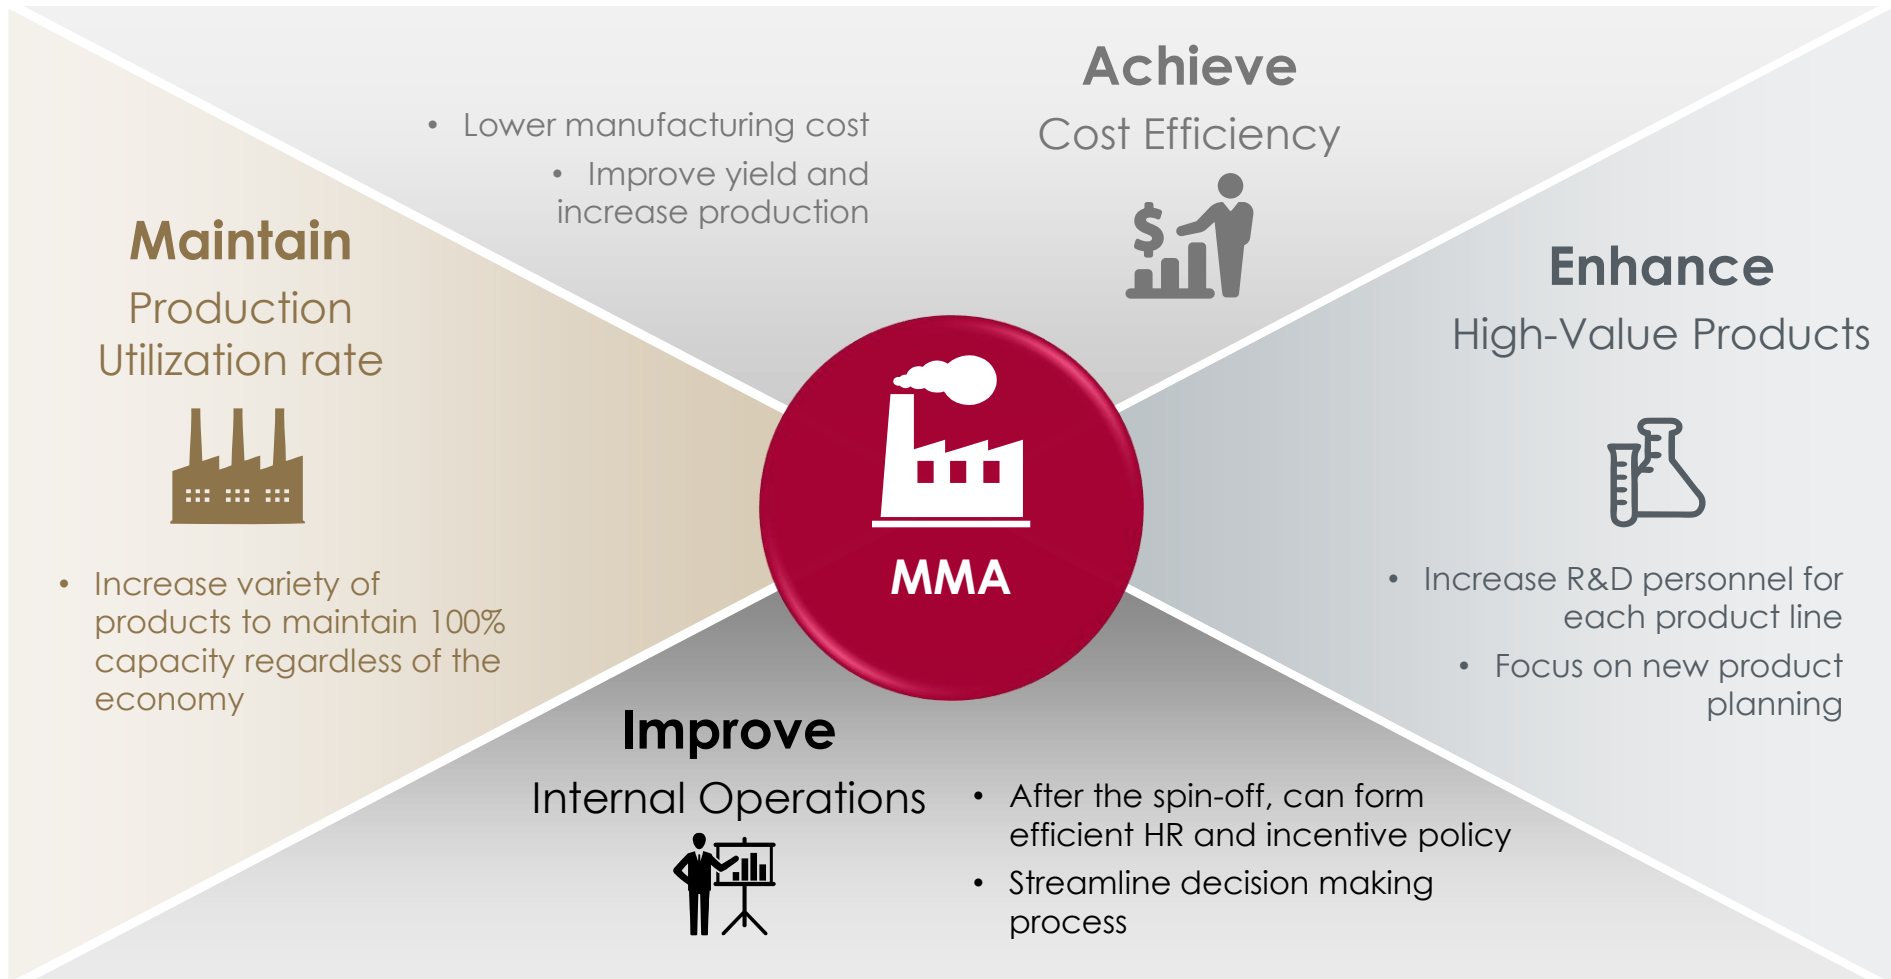 Achieve
Cost Efficiency
• Lower manufacturing cost
• Improve yield and
increase production
$
Maintain
Production
Utilization rate
• Increase variety of
products to maintain 100%
capacity regardless of the
economy
MMA
Enhance
High-Value Products
• Increase R&D personnel for
each product line
• Focus on new product
planning
Improve
Internal Operations
• After the spin-off, can form
efficient HR and incentive policy
• Streamline decision making
process